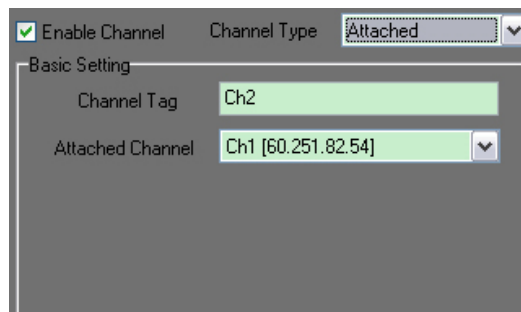 Enable Channel Channel Type Attached
Basic Setting
Channel Tag Ch2
Attached Channel Ch1 [60.251.82.54]